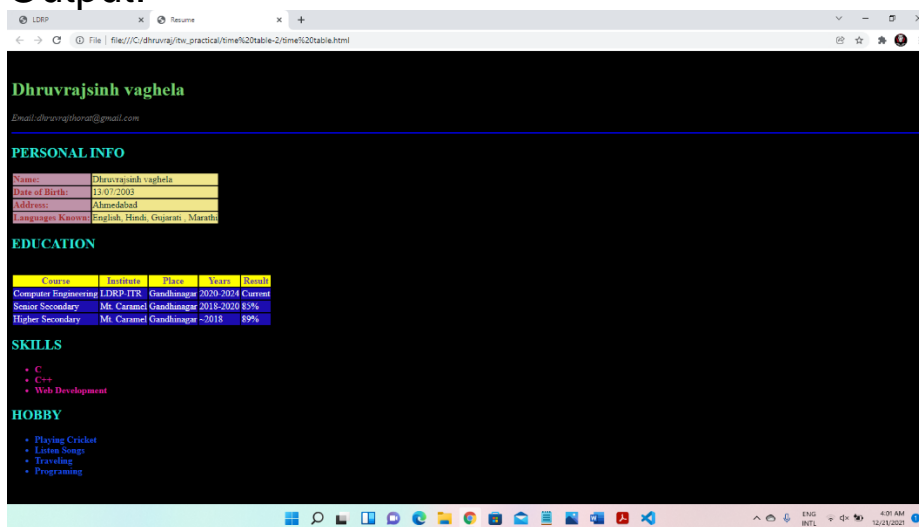 Output:
LDRP
Resume
File | file:///C:/dhruvraj/itw_practical/time%20table-2/time%20table.html
Dhruvrajsinh vaghela
Email:dhruvrajthorat@gmail.com
PERSONAL INFO
Name: Dhruvrajsinh vaghela
Date of Birth: 13/07/2003
Address: Ahmedabad
Languages Known: English, Hindi, Gujarati , Marathi
EDUCATION
Course Institute Place Years Result
Computer Engineering LDRP-ITR Gandhinagar 2020-2024 Current
Senior Secondary Mt. Caramel Gandhinagar 2018-2020 85%
Higher Secondary Mt. Caramel Gandhinagar ~2018 89%
SKILLS
• C
• C++
• Web Development
HOBBY
• Playing Cricket
• Listen Songs
• Traveling
• Programing
ENG
INTL
4:01 AM
12/21/2021